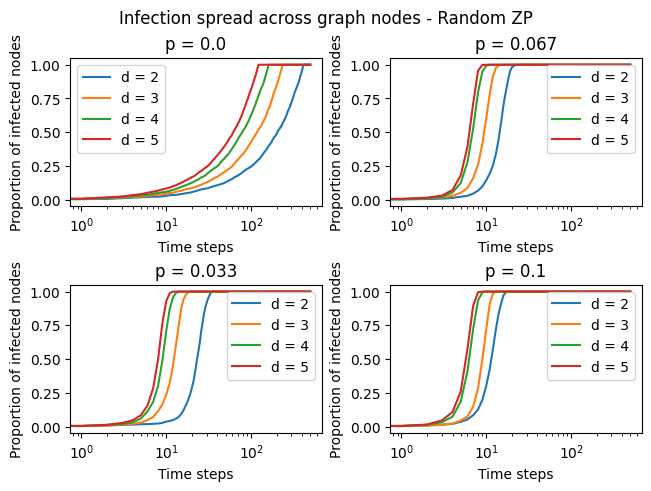 Infection spread across graph nodes - Random ZP
p = 0.0
Proportion of infected nodes
1.00
0.75
0.50
0.25
0.00
d = 2
d = 3
d = 4
d = 5
10⁰
10¹
10²
Time steps
p = 0.067
Proportion of infected nodes
1.00
0.75
0.50
0.25
0.00
d = 2
d = 3
d = 4
d = 5
10⁰
10¹
10²
Time steps
p = 0.033
Proportion of infected nodes
1.00
0.75
0.50
0.25
0.00
d = 2
d = 3
d = 4
d = 5
10⁰
10¹
10²
Time steps
p = 0.1
Proportion of infected nodes
1.00
0.75
0.50
0.25
0.00
d = 2
d = 3
d = 4
d = 5
10⁰
10¹
10²
Time steps